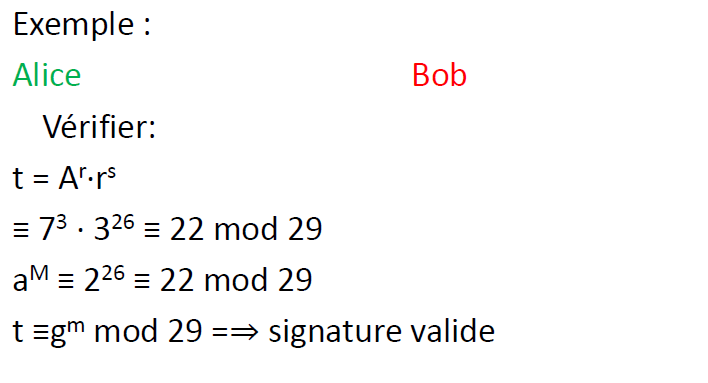 Exemple :
Alice Bob
Vérifier:
t = Aʳ·rˢ
≡ 7³ · 3²⁶ ≡ 22 mod 29
aᴹ ≡ 2²⁶ ≡ 22 mod 29
t ≡gᵐ mod 29 =⇒ signature valide